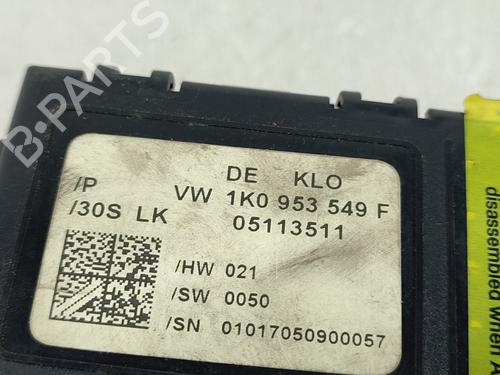 B-PARTS
DE KLO
/P VW 1K0 953 549 F
/30S LK 05113511
/HW 021
/SW 0050
/SN 01017050900057
disassembled when